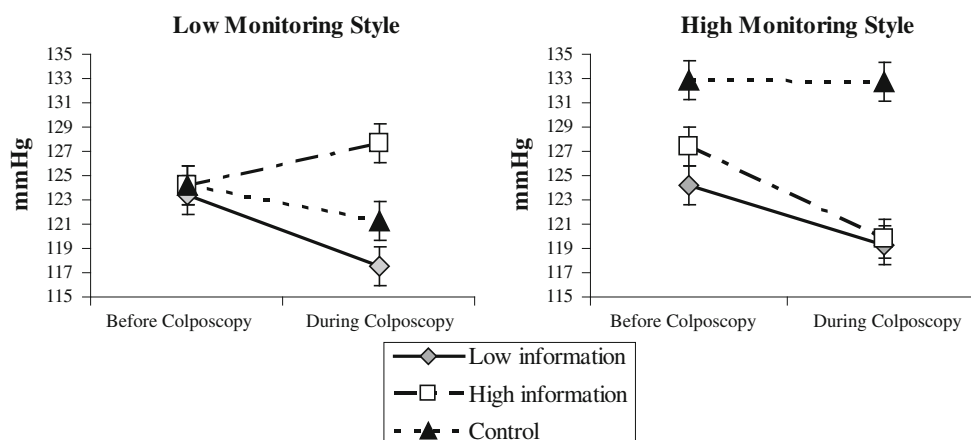 Low Monitoring Style
mmHg
135
133
131
129
127
125
123
121
119
117
115
Before Colposcopy During Colposcopy
High Monitoring Style
mmHg
135
133
131
129
127
125
123
121
119
117
115
Before Colposcopy During Colposcopy
Low information
High information
Control